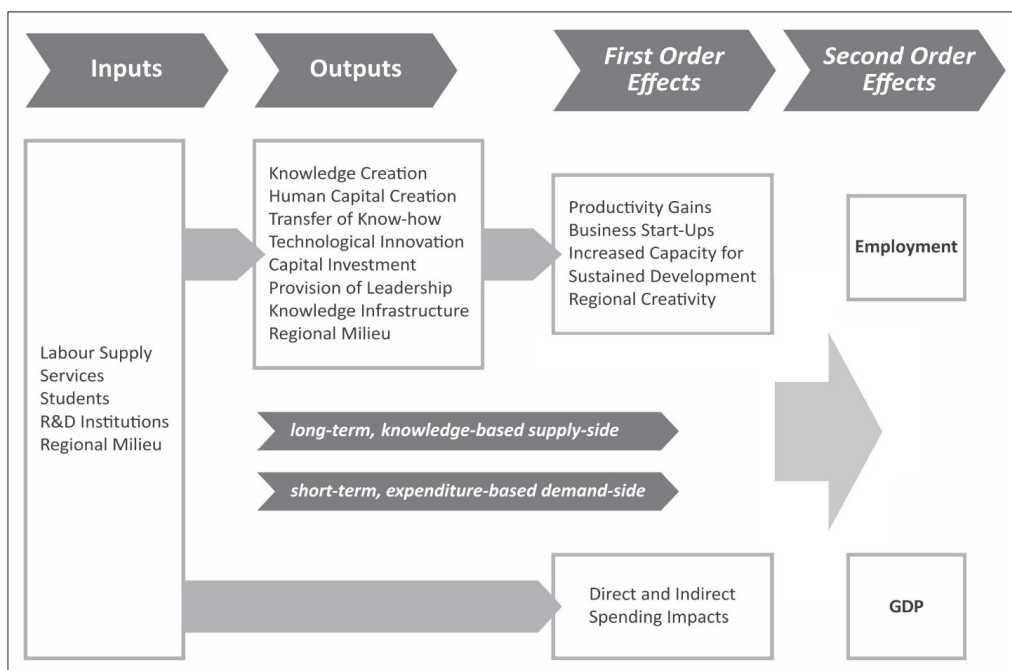 Inputs
Outputs
First Order
Effects
Second Order
Effects
Labour Supply
Services
Students
R&D Institutions
Regional Milieu
Knowledge Creation
Human Capital Creation
Transfer of Know-how
Technological Innovation
Capital Investment
Provision of Leadership
Knowledge Infrastructure
Regional Milieu
Productivity Gains
Business Start-Ups
Increased Capacity for
Sustained Development
Regional Creativity
Employment
long-term, knowledge-based supply-side
short-term, expenditure-based demand-side
Direct and Indirect
Spending Impacts
GDP